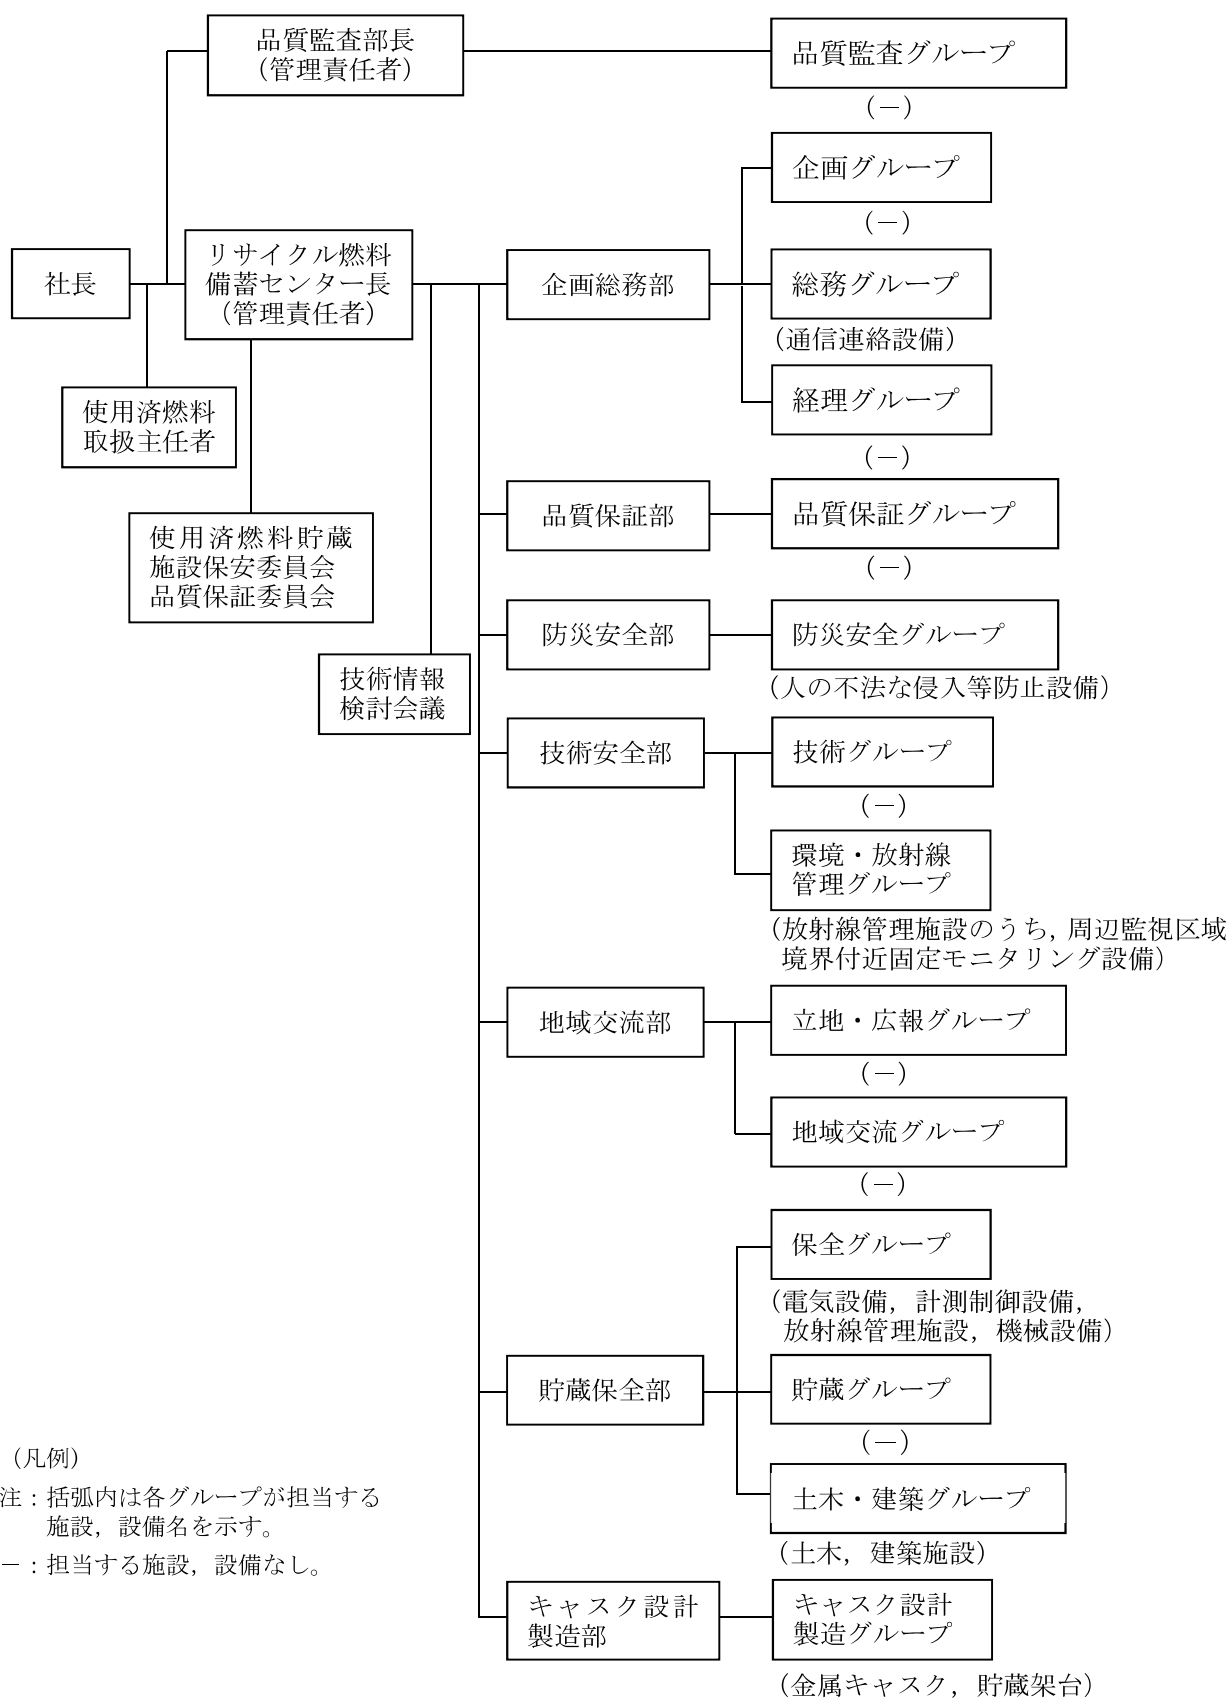 品質監査部長
（管理責任者）
品質監査グループ
（－）
企画グループ
（－）
社長
リサイクル燃料
備蓄センター長
（管理責任者）
企画総務部
総務グループ
（通信連絡設備）
経理グループ
（－）
使用済燃料
取扱主任者
使用済燃料貯蔵
施設保安委員会
品質保証委員会
品質保証部
品質保証グループ
（－）
防災安全部
防災安全グループ
（人の不法な侵入等防止設備）
技術情報
検討会議
技術安全部
技術グループ
（－）
環境・放射線
管理グループ
（放射線管理施設のうち，周辺監視区域
境界付近固定モニタリング設備）
地域交流部
立地・広報グループ
（－）
地域交流グループ
（－）
保全グループ
（電気設備，計測制御設備，
放射線管理施設，機械設備）
貯蔵保全部
貯蔵グループ
（－）
土木・建築グループ
（土木，建築施設）
キャスク設計
製造部
キャスク設計
製造グループ
（金属キャスク，貯蔵架台）
（凡例）
注：括弧内は各グループが担当する
施設，設備名を示す。
－：担当する施設，設備なし。